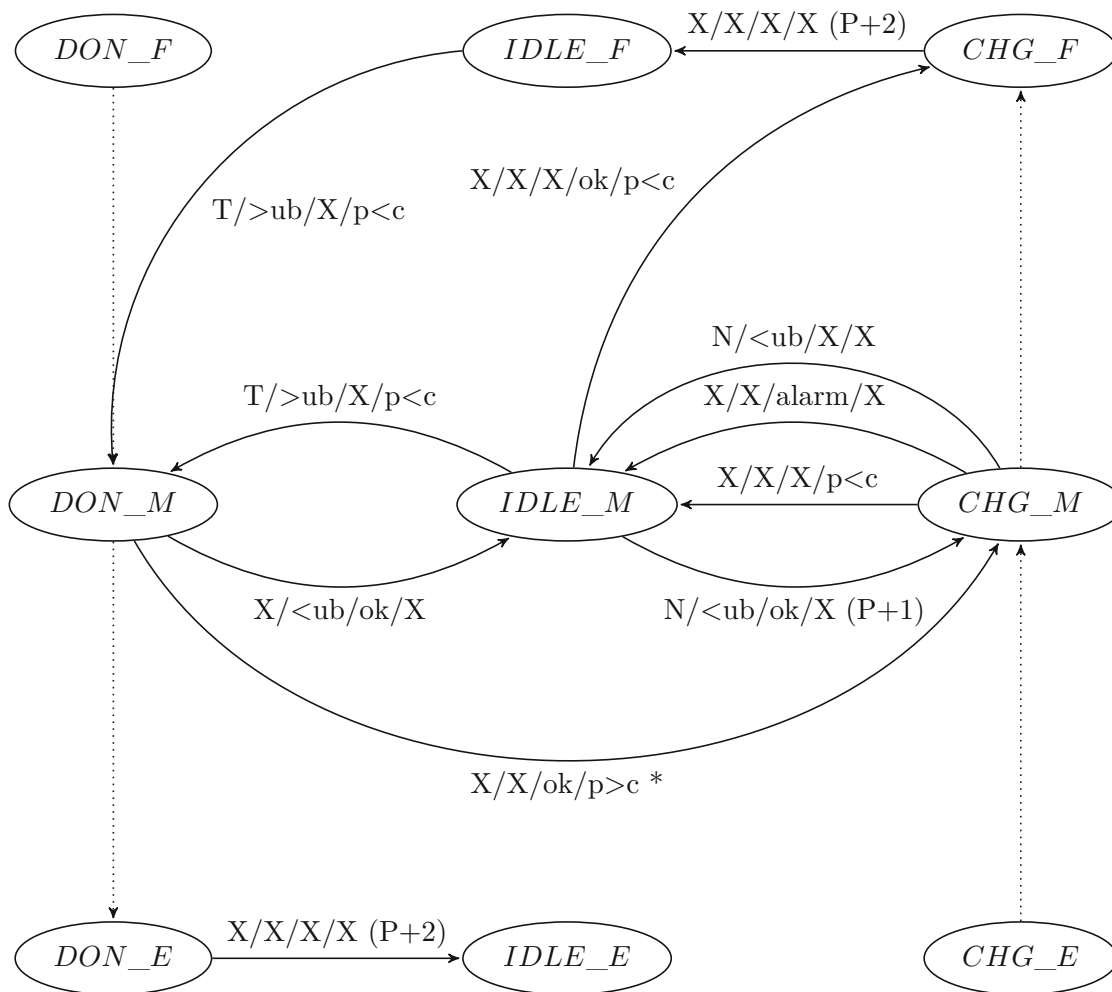 DON_F
IDLE_F
X/X/X/X (P+2)
CHG_F
X/X/X/ok/p<c
T/>ub/X/p<c
N/<ub/X/X
T/>ub/X/p<c
X/X/alarm/X
X/X/X/p<c
DON_M
IDLE_M
CHG_M
X/<ub/ok/X
N/<ub/ok/X (P+1)
X/X/ok/p>c *
X/X/X/X (P+2)
DON_E
IDLE_E
CHG_E